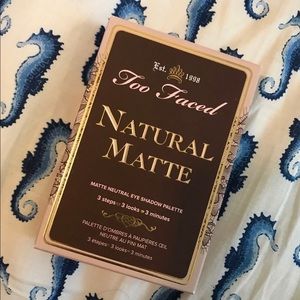 Est. 1998
Too Faced
NATURAL
MATTE
MATTE NEUTRAL EYE SHADOW PALETTE
3 steps = 3 looks = 3 minutes
PALETTE D'OMBRES À PAUPIÈRES ŒIL
NEUTRE AU FINI MAT
3 étapes = 3 looks = 3 minutes